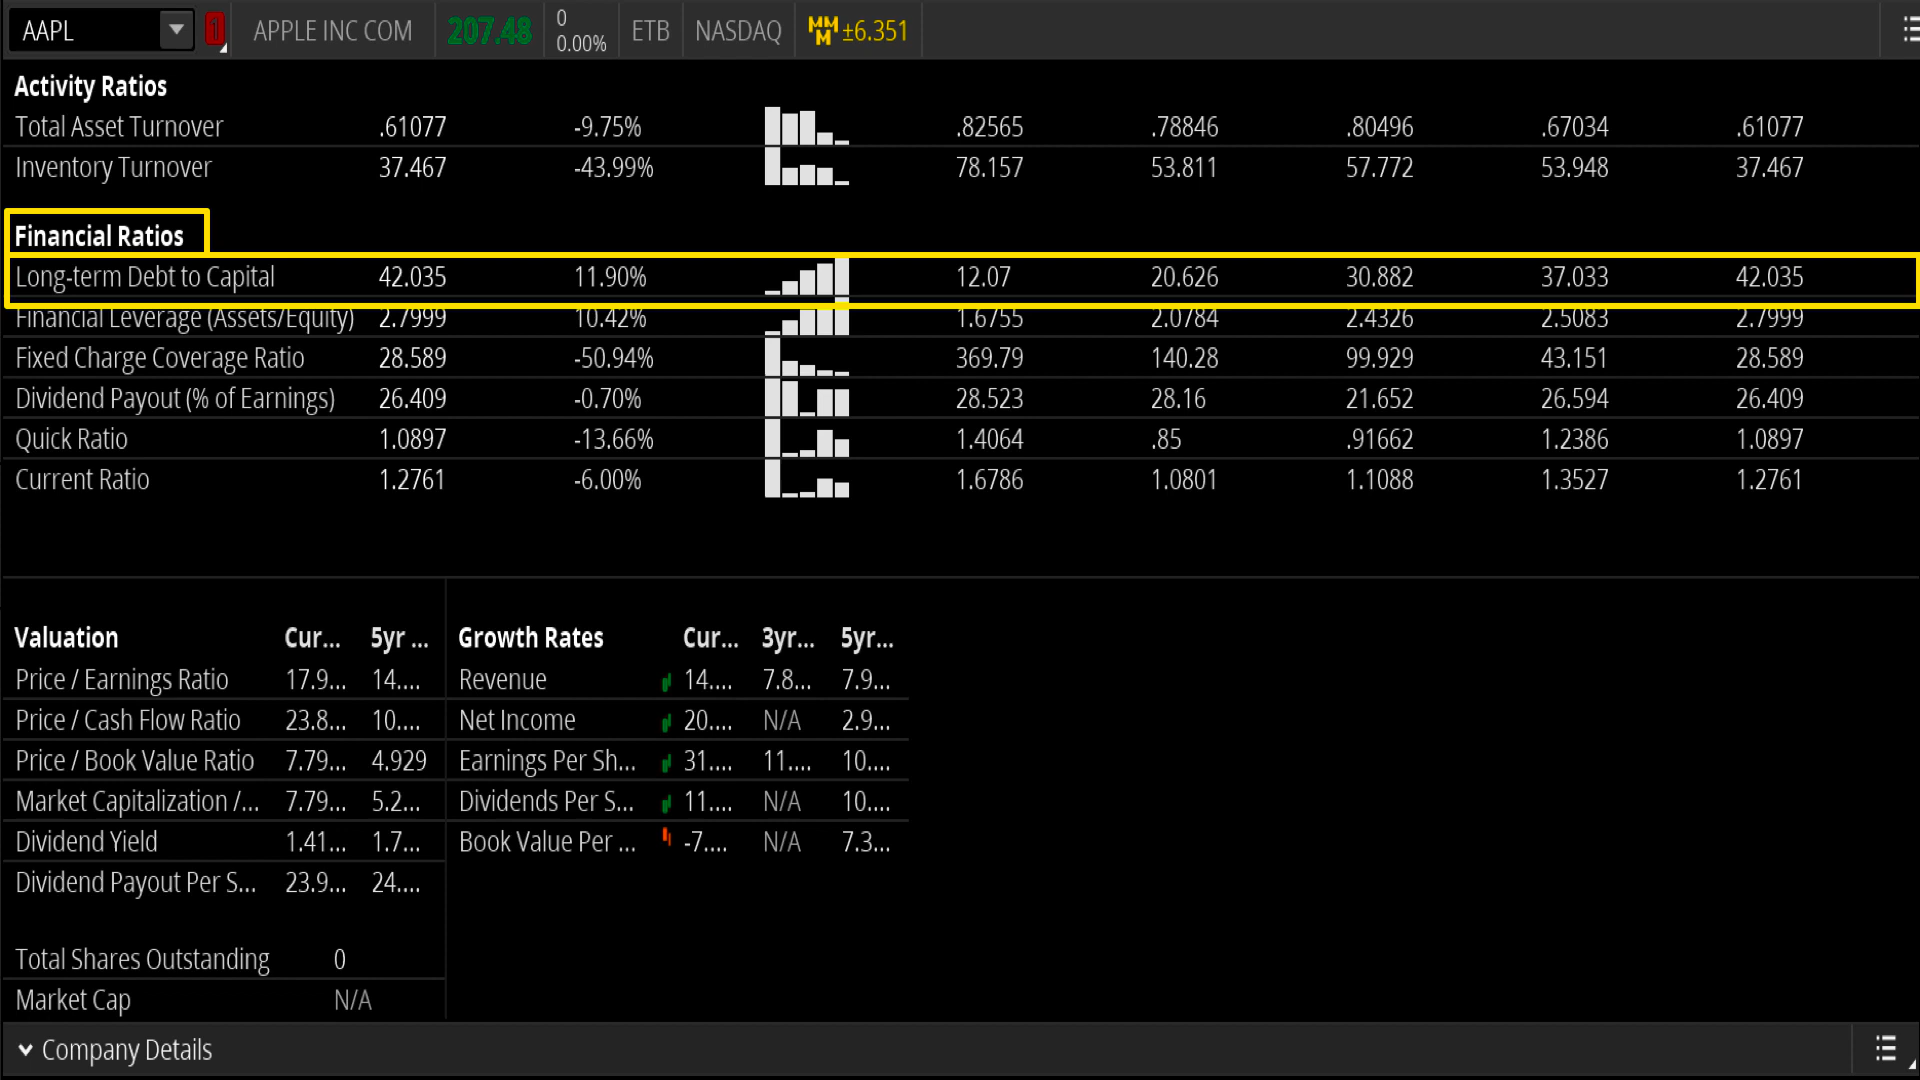 AAPL 1 APPLE INC COM 207.48 0 0.00% ETB NASDAQ MMM ±6.351
Activity Ratios
Total Asset Turnover .61077 -9.75% .82565 .78846 .80496 .67034 .61077
Inventory Turnover 37.467 -43.99% 78.157 53.811 57.772 53.948 37.467
Financial Ratios
Long-term Debt to Capital 42.035 11.90% 12.07 20.626 30.882 37.033 42.035
Financial Leverage (Assets/Equity) 2.7999 10.42% 1.6755 2.0784 2.4326 2.5083 2.7999
Fixed Charge Coverage Ratio 28.589 -50.94% 369.79 140.28 99.929 43.151 28.589
Dividend Payout (% of Earnings) 26.409 -0.70% 28.523 28.16 21.652 26.594 26.409
Quick Ratio 1.0897 -13.66% 1.4064 .85 .91662 1.2386 1.0897
Current Ratio 1.2761 -6.00% 1.6786 1.0801 1.1088 1.3527 1.2761
Valuation Cur... 5yr ...
Price / Earnings Ratio 17.9... 14....
Price / Cash Flow Ratio 23.8... 10....
Price / Book Value Ratio 7.79... 4.929
Market Capitalization /... 7.79... 5.2...
Dividend Yield 1.41... 1.7...
Dividend Payout Per S... 23.9... 24....
Total Shares Outstanding 0
Market Cap N/A
Growth Rates Cur... 3yr... 5yr...
Revenue 14.... 7.8... 7.9...
Net Income 20.... N/A 2.9...
Earnings Per Sh... 31.... 11.... 10....
Dividends Per S... 11.... N/A 10....
Book Value Per ... -7.... N/A 7.3...
Company Details